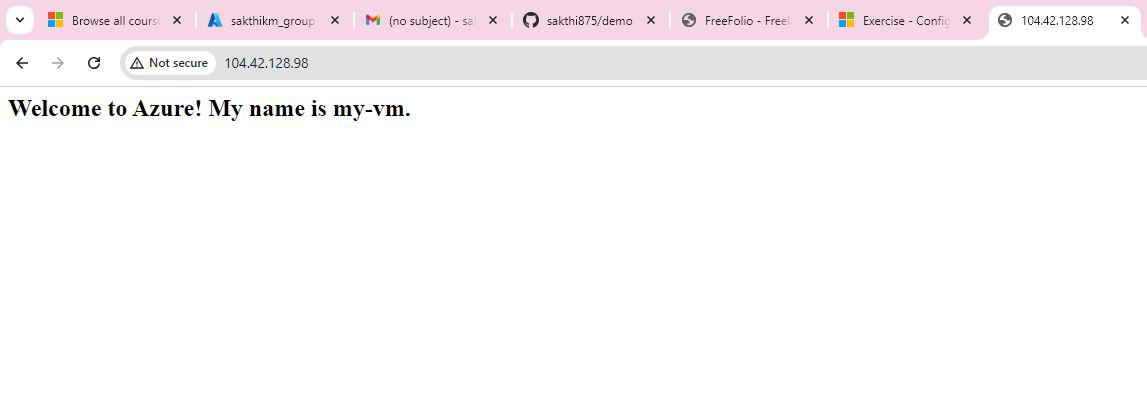 Browse all cours
sakthikm_group
(no subject) - sa
sakthi875/demo
FreeFolio - Freel
Exercise - Config
104.42.128.98
Not secure
104.42.128.98
Welcome to Azure! My name is my-vm.